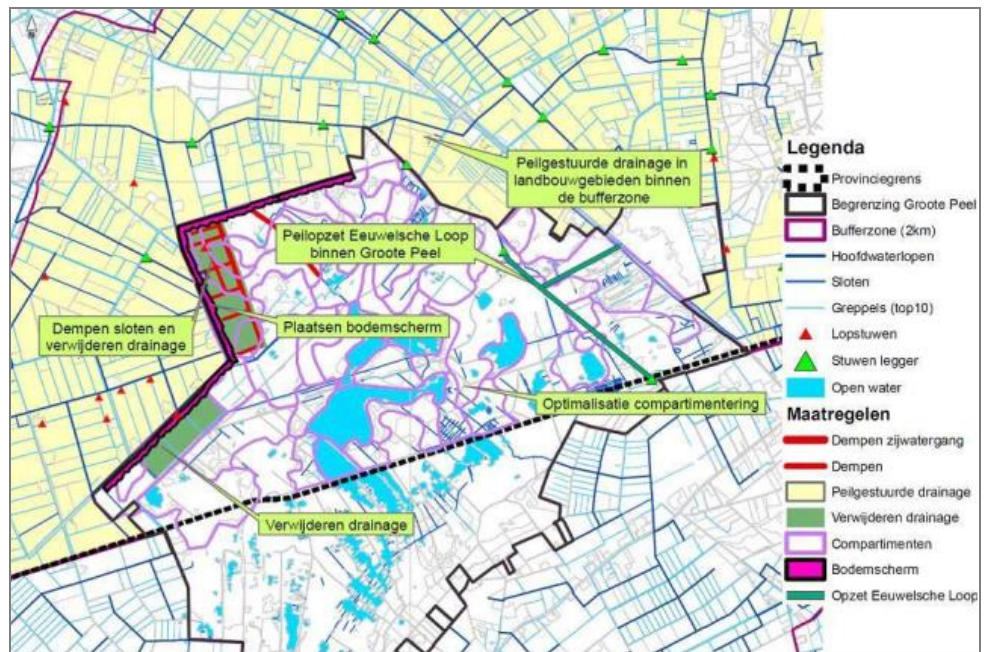 N
Peilgestuurde drainage in
landbouwgebieden binnen
de bufferzone
Peilopzet Eeuwelsche Loop
binnen Groote Peel
Dempen sloten en
verwijderen drainage
Plaatsen bodemscherm
Optimalisatie compartimentering
Verwijderen drainage
Legenda
Provinciegrens
Begrenzing Groote Peel
Bufferzone (2km)
Hoofdwaterlopen
Sloten
Greppels (top10)
Lopstuwen
Stuwen legger
Open water
Maatregelen
Dempen zijwatergang
Dempen
Peilgestuurde drainage
Verwijderen drainage
Compartimenten
Bodemscherm
Opzet Eeuwelsche Loop